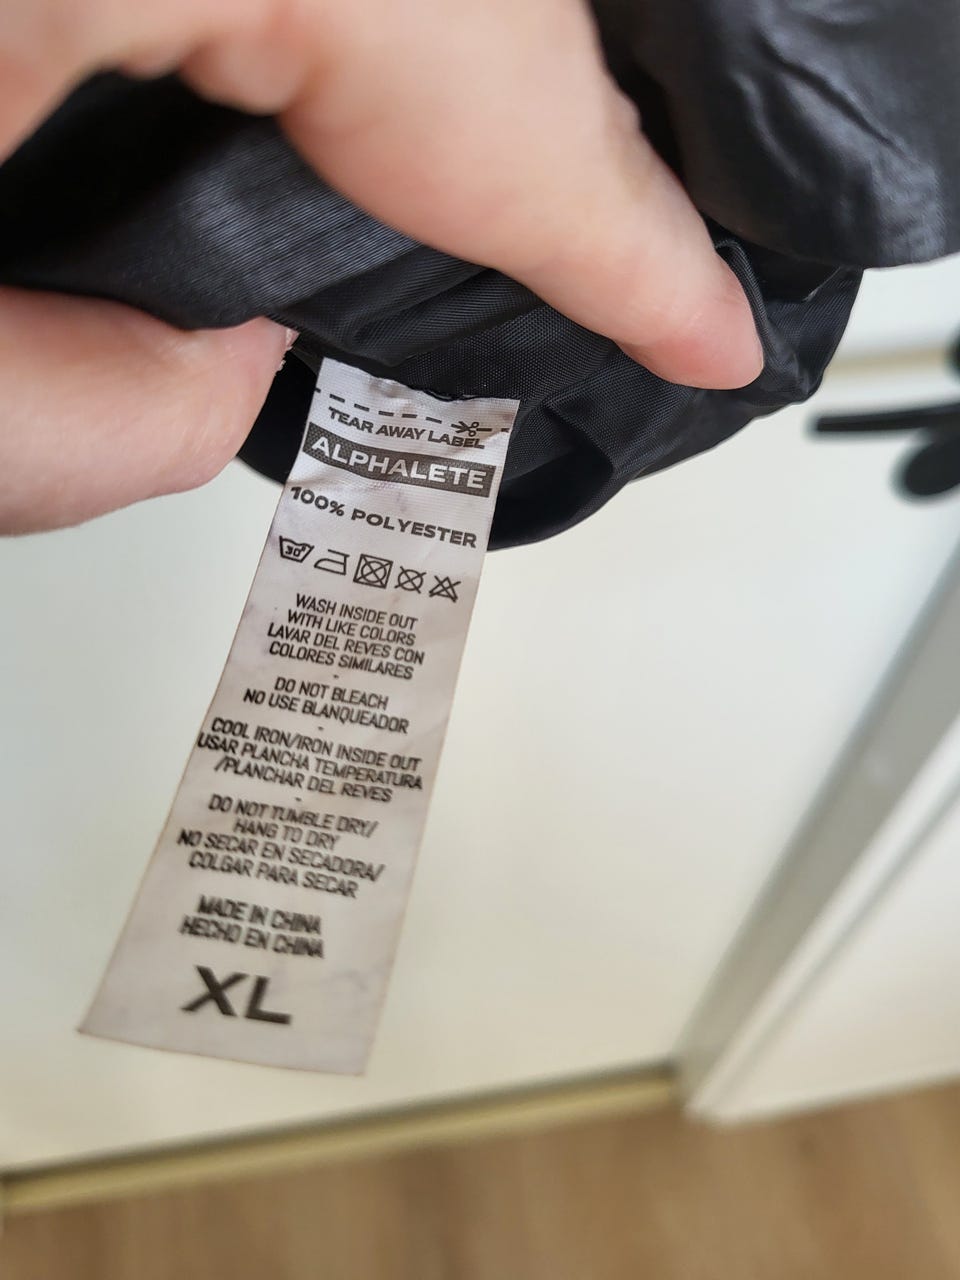 TEAR AWAY LABEL
ALPHALETE
100% POLYESTER
30°
WASH INSIDE OUT
WITH LIKE COLORS
LAVAR DEL REVES CON
COLORES SIMILARES
-
DO NOT BLEACH
NO USE BLANQUEADOR
-
COOL IRON/IRON INSIDE OUT
USAR PLANCHA TEMPERATURA
/PLANCHAR DEL REVES
-
DO NOT TUMBLE DRY/
HANG TO DRY
NO SECAR EN SECADORA/
COLGAR PARA SECAR
MADE IN CHINA
HECHO EN CHINA
XL